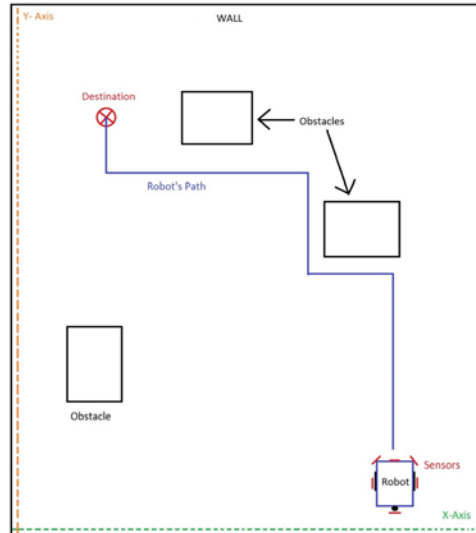 Y- Axis
WALL
Destination
Obstacles
Robot's Path
Obstacle
Sensors
Robot
X-Axis